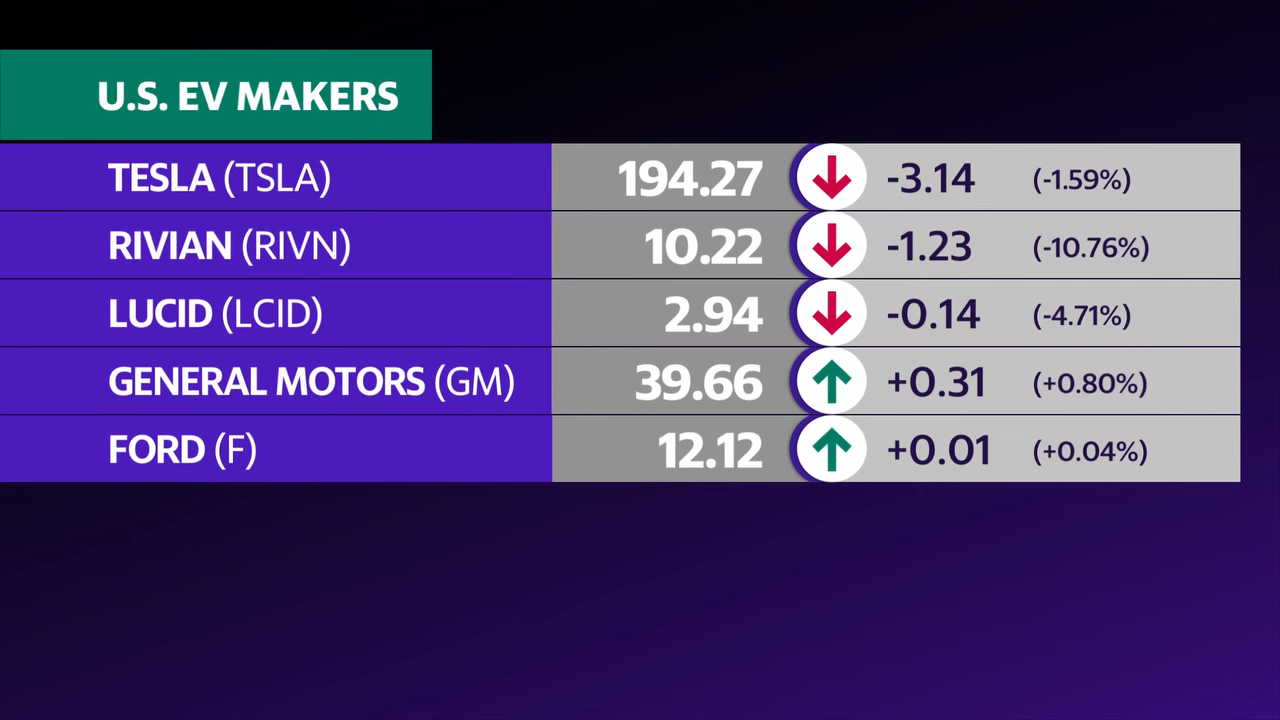 U.S. EV MAKERS
TESLA (TSLA) 194.27 -3.14 (-1.59%)
RIVIAN (RIVN) 10.22 -1.23 (-10.76%)
LUCID (LCID) 2.94 -0.14 (-4.71%)
GENERAL MOTORS (GM) 39.66 +0.31 (+0.80%)
FORD (F) 12.12 +0.01 (+0.04%)